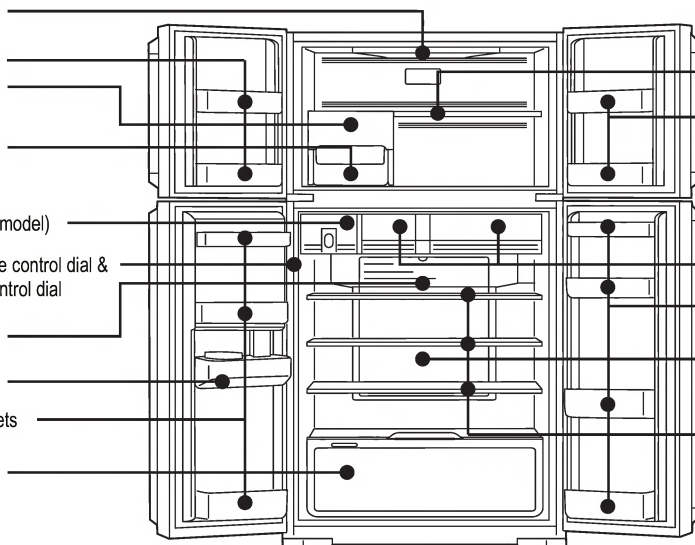 model)
e control dial &
ntrol dial
ets